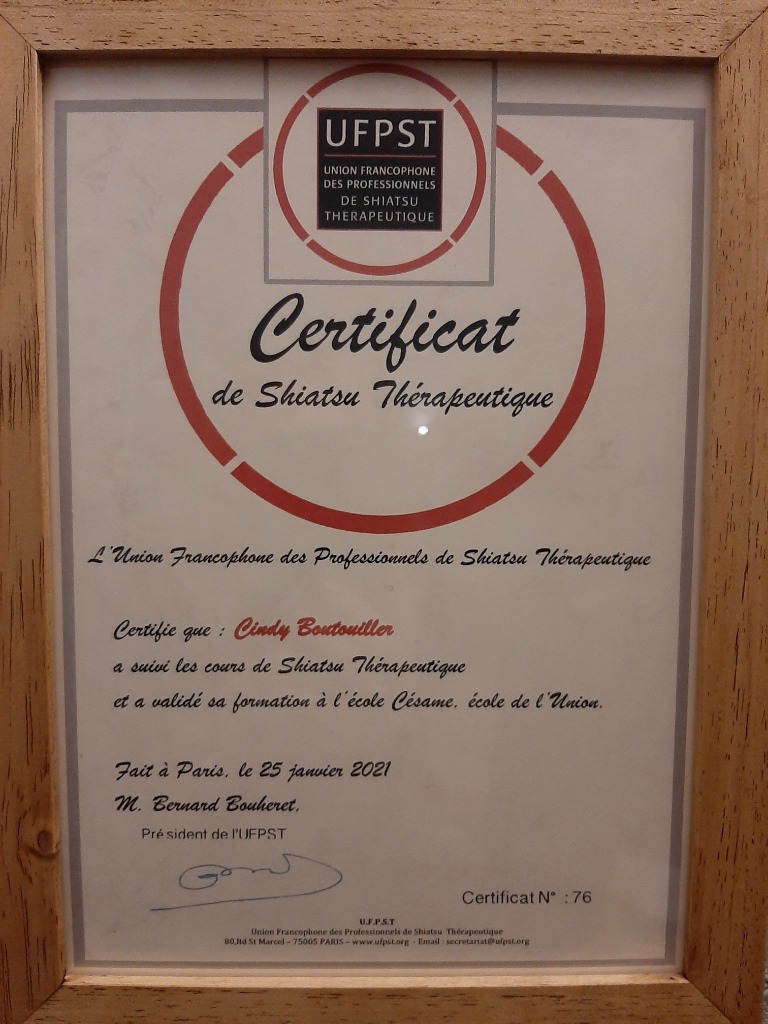 UFPST
UNION FRANCOPHONE
DES PROFESSIONNELS
DE SHIATSU
THERAPEUTIQUE
Certificat
de Shiatsu Thérapeutique
L'Union Francophone des Professionnels de Shiatsu Thérapeutique
Certifie que : Cindy Boutouiller
a suivi les cours de Shiatsu Thérapeutique
et a validé sa formation à l'école Césame, école de l'Union.
Fait à Paris, le 25 janvier 2021
M. Bernard Bouheret,
Président de l'UFPST
Certificat N° : 76
U.F.P.S.T
Union Francophone des Professionnels de Shiatsu Thérapeutique
80,Bd St Marcel – 75005 PARIS – www.ufpst.org - Email : secretariat@ufpst.org